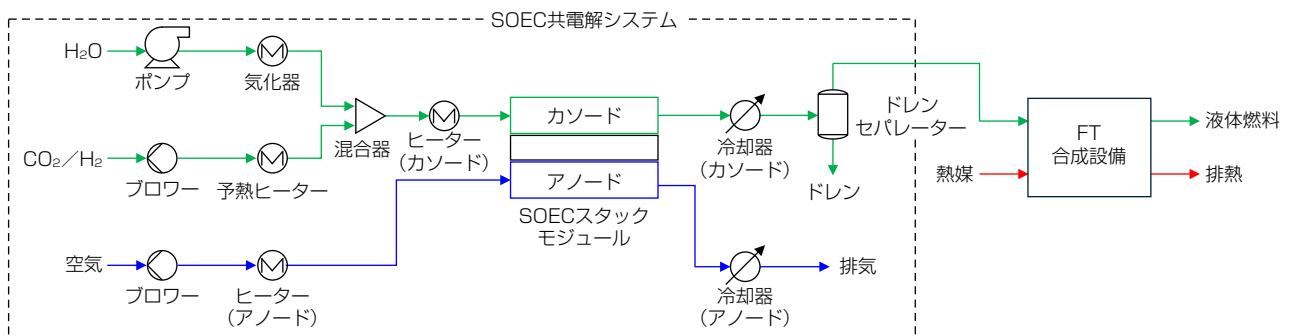 SOEC共電解システム
H₂O
ポンプ
気化器
CO₂／H₂
ブロワー
予熱ヒーター
混合器
ヒーター
（カソード）
カソード
アノード
SOECスタック
モジュール
冷却器
（カソード）
ドレン
セパレーター
ドレン
FT
合成設備
液体燃料
熱媒
排熱
空気
ブロワー
ヒーター
（アノード）
冷却器
（アノード）
排気